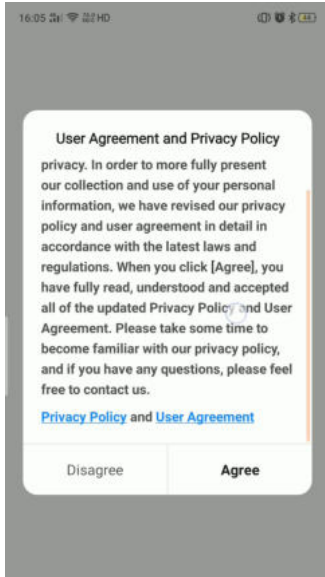 16:05 HD
User Agreement and Privacy Policy
privacy. In order to more fully present
our collection and use of your personal
information, we have revised our privacy
policy and user agreement in detail in
accordance with the latest laws and
regulations. When you click [Agree], you
have fully read, understood and accepted
all of the updated Privacy Policy and User
Agreement. Please take some time to
become familiar with our privacy policy,
and if you have any questions, please feel
free to contact us.
Privacy Policy and User Agreement
Disagree Agree